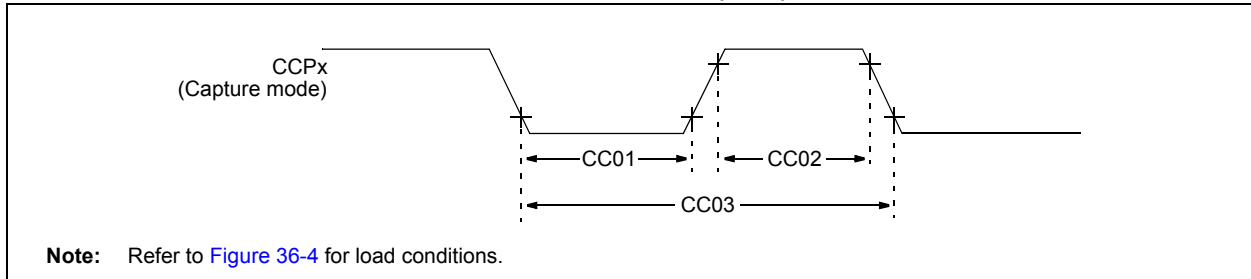 CCPx
(Capture mode)
CC01
CC02
CC03
Note: Refer to Figure 36-4 for load conditions.